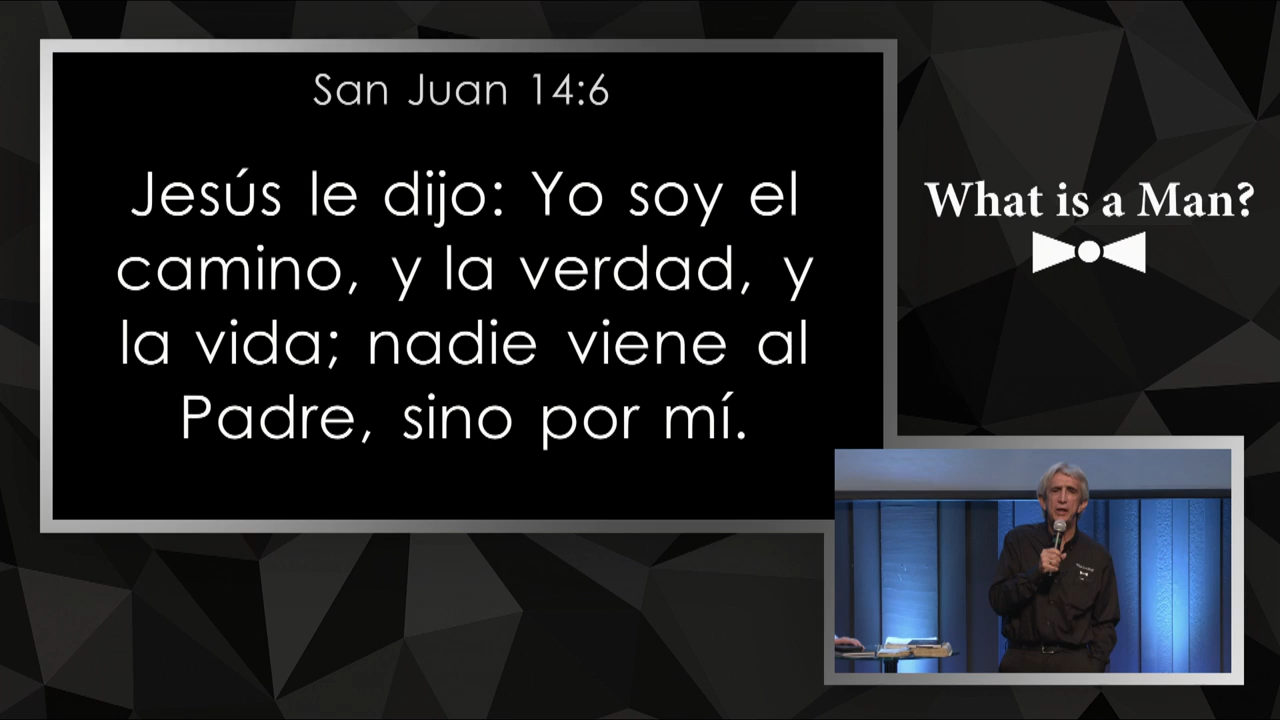 San Juan 14:6
Jesús le dijo: Yo soy el
camino, y la verdad, y
la vida; nadie viene al
Padre, sino por mí.
What is a Man?